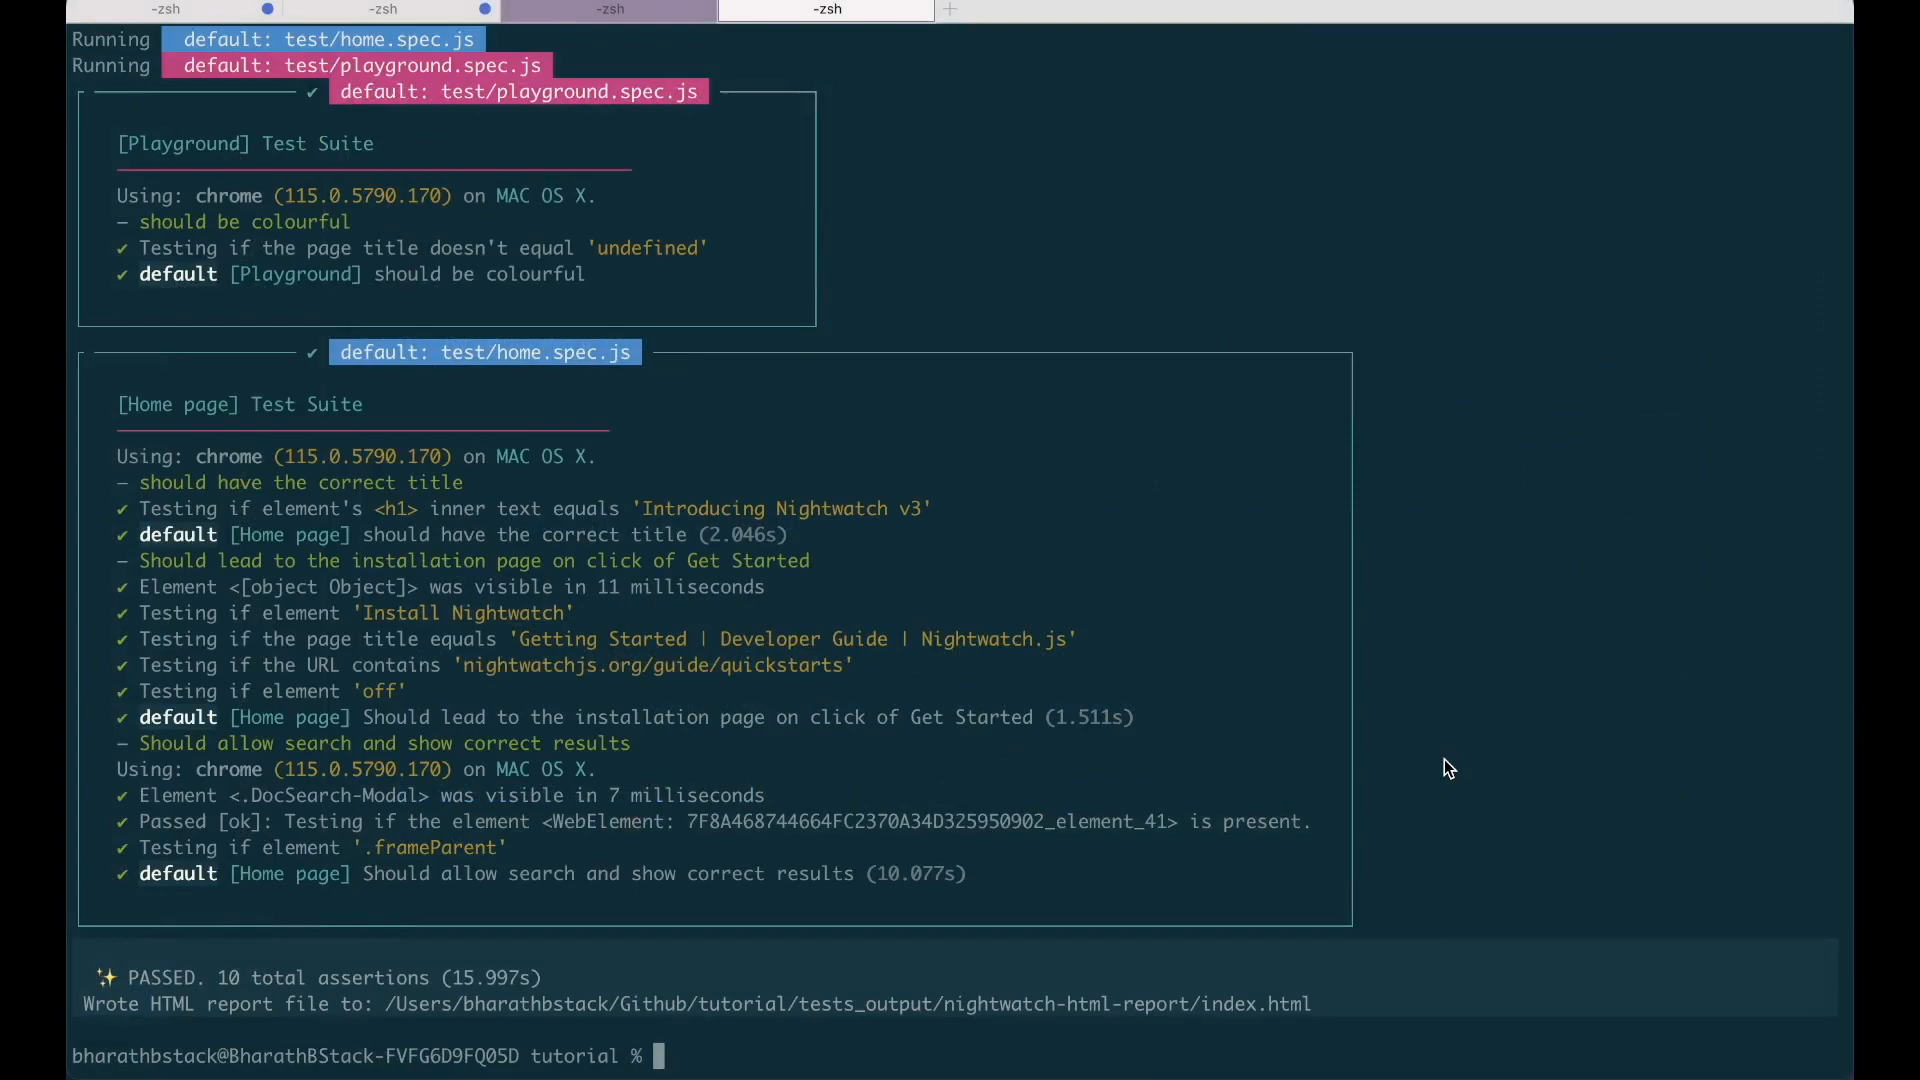 -zsh
-zsh
-zsh
-zsh
Running default: test/home.spec.js
Running default: test/playground.spec.js
✔ default: test/playground.spec.js
[Playground] Test Suite
Using: chrome (115.0.5790.170) on MAC OS X.
– should be colourful
✔ Testing if the page title doesn't equal 'undefined'
✔ default [Playground] should be colourful
✔ default: test/home.spec.js
[Home page] Test Suite
Using: chrome (115.0.5790.170) on MAC OS X.
– should have the correct title
✔ Testing if element's <h1> inner text equals 'Introducing Nightwatch v3'
✔ default [Home page] should have the correct title (2.046s)
– Should lead to the installation page on click of Get Started
✔ Element <[object Object]> was visible in 11 milliseconds
✔ Testing if element 'Install Nightwatch'
✔ Testing if the page title equals 'Getting Started | Developer Guide | Nightwatch.js'
✔ Testing if the URL contains 'nightwatchjs.org/guide/quickstarts'
✔ Testing if element 'off'
✔ default [Home page] Should lead to the installation page on click of Get Started (1.511s)
– Should allow search and show correct results
Using: chrome (115.0.5790.170) on MAC OS X.
✔ Element <.DocSearch-Modal> was visible in 7 milliseconds
✔ Passed [ok]: Testing if the element <WebElement: 7F8A468744664FC2370A34D325950902_element_41> is present.
✔ Testing if element '.frameParent'
✔ default [Home page] Should allow search and show correct results (10.077s)
✨ PASSED. 10 total assertions (15.997s)
Wrote HTML report file to: /Users/bharathbstack/Github/tutorial/tests_output/nightwatch-html-report/index.html
bharathbstack@BharathBStack-FVFG6D9FQ05D tutorial %